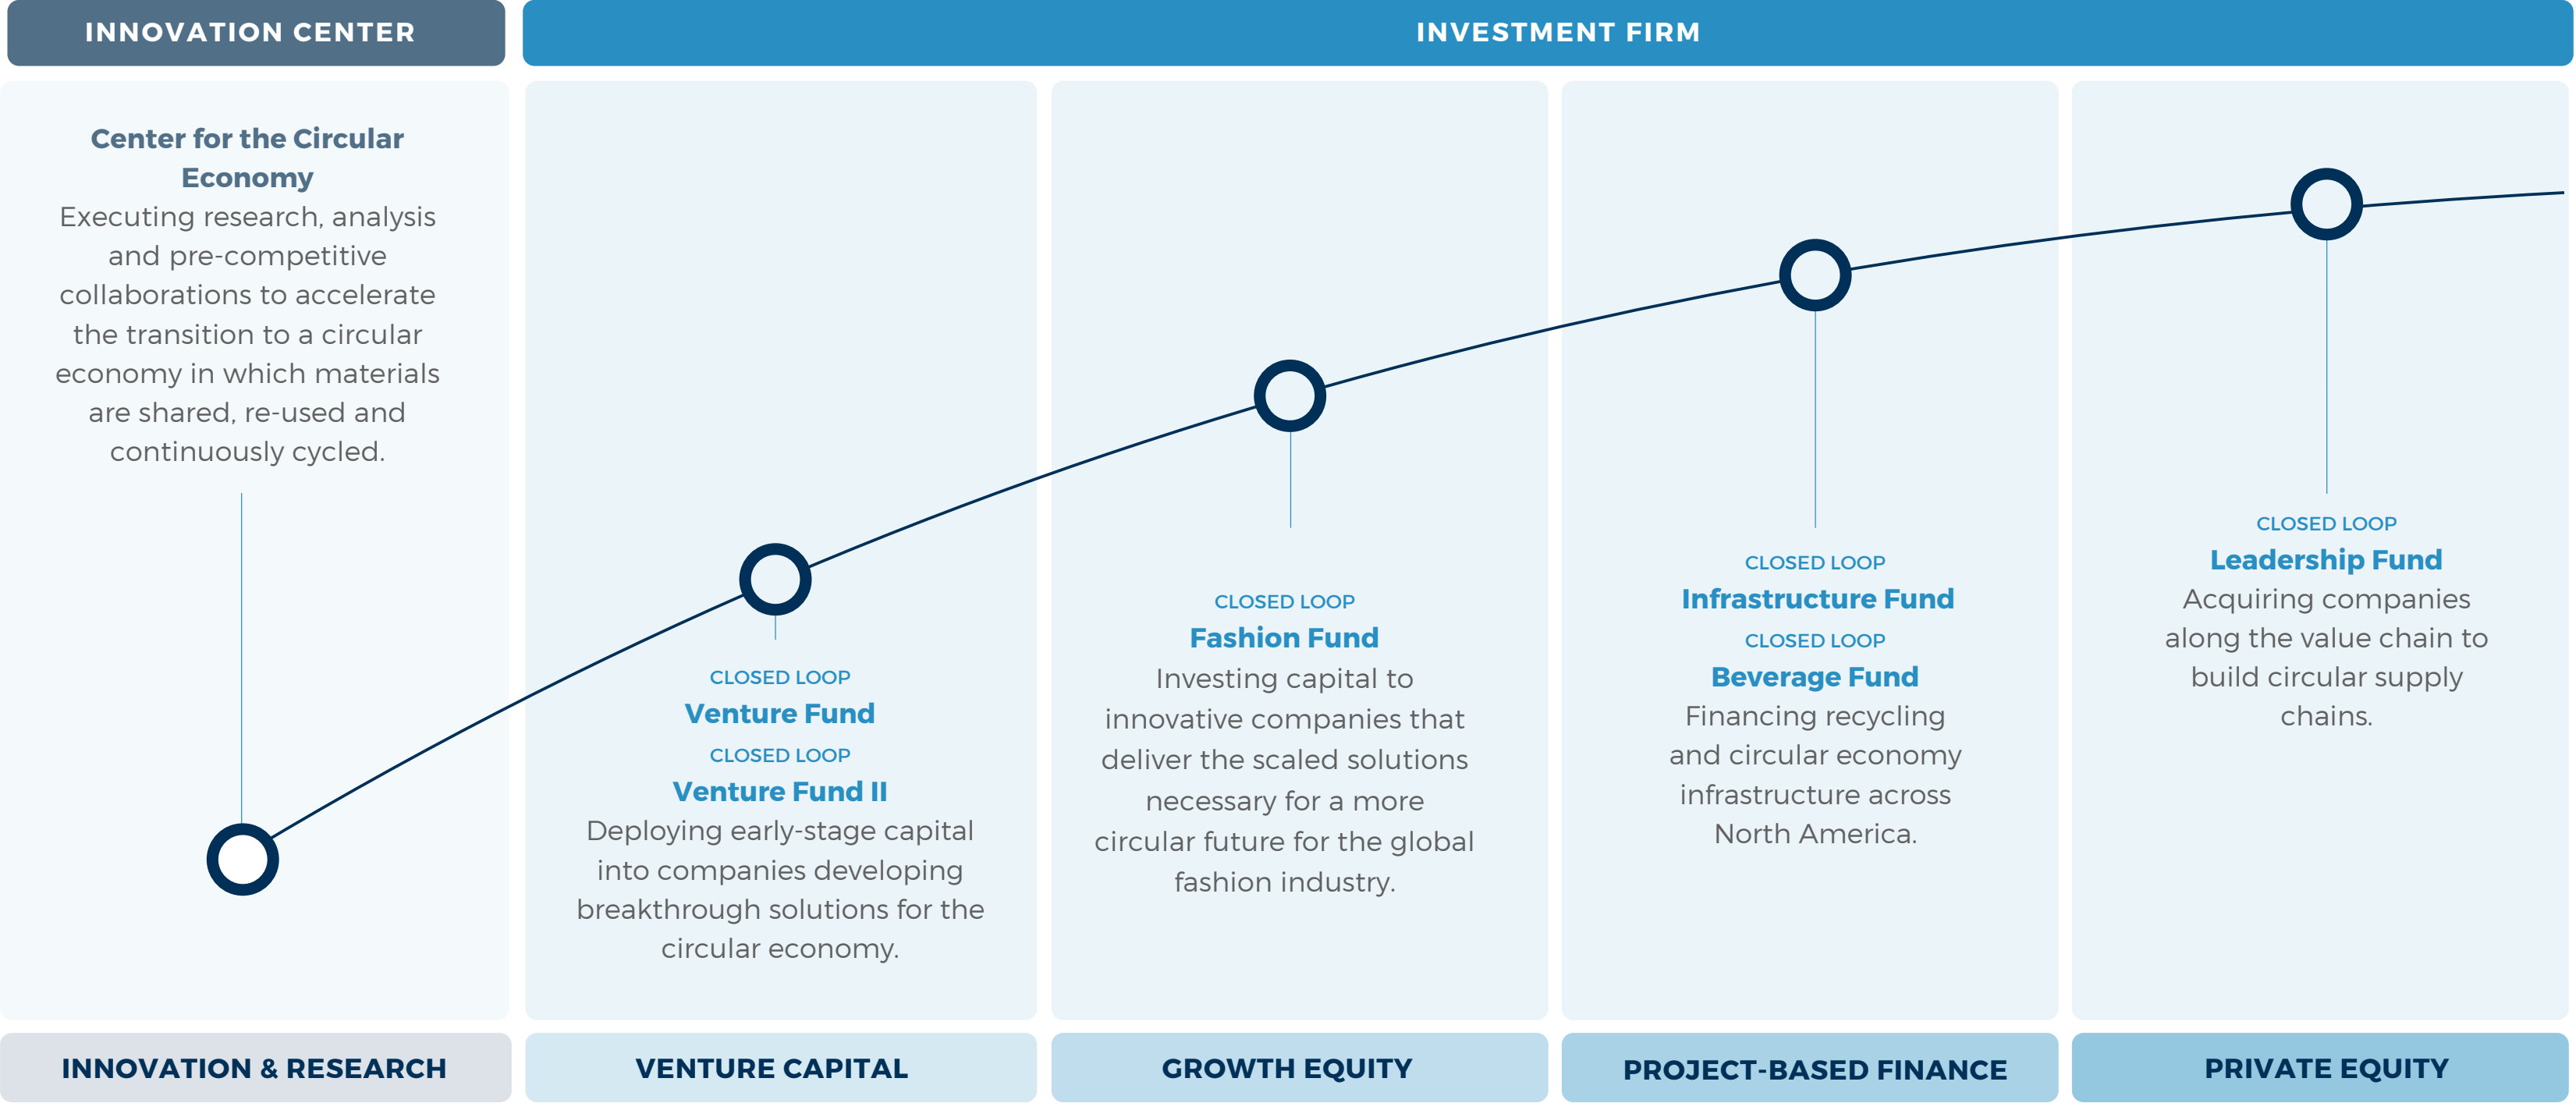 INNOVATION CENTER
INVESTMENT FIRM
Center for the Circular
Economy
Executing research, analysis
and pre-competitive
collaborations to accelerate
the transition to a circular
economy in which materials
are shared, re-used and
continuously cycled.
CLOSED LOOP
Venture Fund
CLOSED LOOP
Venture Fund II
Deploying early-stage capital
into companies developing
breakthrough solutions for the
circular economy.
CLOSED LOOP
Fashion Fund
Investing capital to
innovative companies that
deliver the scaled solutions
necessary for a more
circular future for the global
fashion industry.
CLOSED LOOP
Infrastructure Fund
CLOSED LOOP
Beverage Fund
Financing recycling
and circular economy
infrastructure across
North America.
CLOSED LOOP
Leadership Fund
Acquiring companies
along the value chain to
build circular supply
chains.
INNOVATION & RESEARCH
VENTURE CAPITAL
GROWTH EQUITY
PROJECT-BASED FINANCE
PRIVATE EQUITY